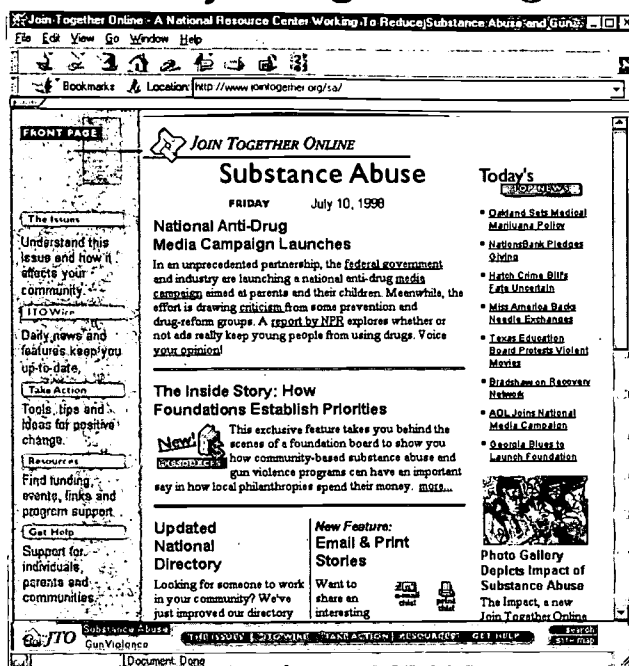 Join Together Online - A National Resource Center Working To Reduce Substance Abuse and Gun
File Edit View Go Window Help
Bookmarks Location: http://www.jointogether.org/sa/
FRONT PAGE
The Issues
Understand this
issue and how it
affects your
community.
JTO Wire
Daily news and
features keep you
up-to-date.
Take Action
Tools, tips and
ideas for positive
change.
Resources
Find funding,
events, links and
program support.
Get Help
Support for
individuals,
parents and
communities.
JOIN TOGETHER ONLINE
Substance Abuse
FRIDAY July 10, 1998
National Anti-Drug
Media Campaign Launches
In an unprecedented partnership, the federal government
and industry are launching a national anti-drug media
campaign aimed at parents and their children. Meanwhile, the
effort is drawing criticism from some prevention and
drug-reform groups. A report by NPR explores whether or
not ads really keep young people from using drugs. Voice
your opinion!
The Inside Story: How
Foundations Establish Priorities
New!
RESOURCES
This exclusive feature takes you behind the
scenes of a foundation board to show you
how community-based substance abuse and
gun violence programs can have an important
say in how local philanthropies spend their money. more...
Updated
National
Directory
Looking for someone to work
in your community? We've
just improved our directory
New Feature:
Email & Print
Stories
Want to
share an
interesting
e-mail
this!
print
this!
Today's
TOP NEWS
Oakland Sets Medical
Marijuana Policy
NationsBank Pledges
Giving
Hatch Crime Bill's
Fate Uncertain
Miss America Backs
Needle Exchanges
Texas Education
Board Protests Violent
Movies
Bradshaw on Recovery
Network
AOL Joins National
Media Campaign
Georgia Blues to
Launch Foundation
Photo Gallery
Depicts Impact of
Substance Abuse
The Impact, a new
Join Together Online
JTO Substance Abuse
Gun Violence
THE ISSUES JTO WIRE TAKE ACTION RESOURCES GET HELP
search
site map
Document: Done